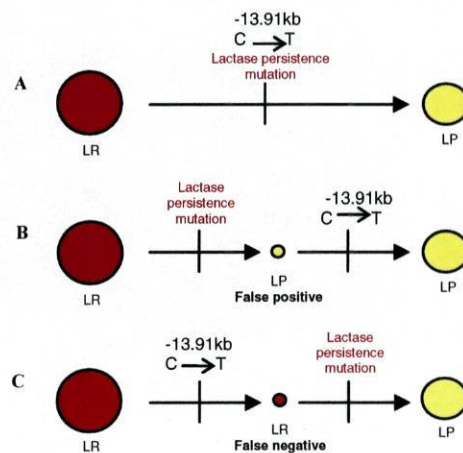 -13.91kb
C → T
Lactase persistence
mutation
A
LR
LP
Lactase
persistence
mutation
-13.91kb
C → T
B
LR
LP
False positive
LP
-13.91kb
C → T
Lactase
persistence
mutation
C
LR
LR
False negative
LP